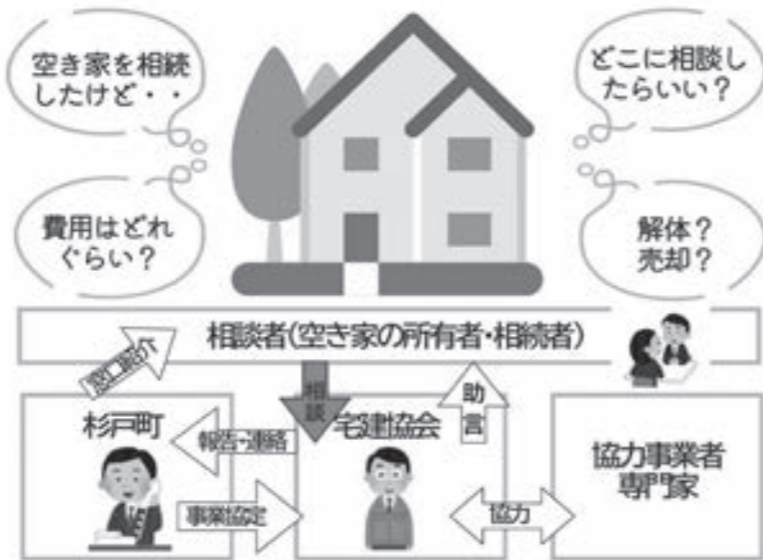 空き家を相続
したけど・・
どこに相談し
たらいい？
費用はどれ
ぐらい？
解体？
売却？
相談者(空き家の所有者・相続者)
窓口紹介
相談
助言
杉戸町
報告・連絡
宅建協会
協力事業者
専門家
事業協定
協力